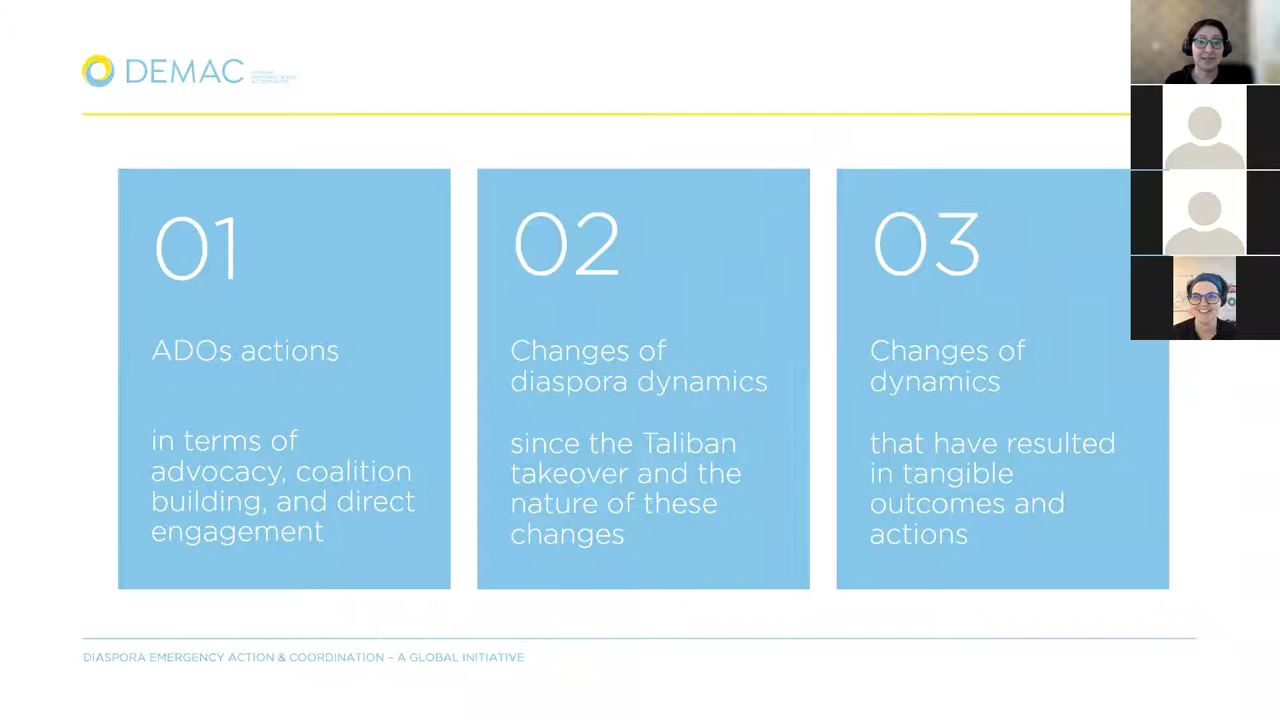 DEMAC
01
ADOs actions
in terms of
advocacy, coalition
building, and direct
engagement
02
Changes of
diaspora dynamics
since the Taliban
takeover and the
nature of these
changes
03
Changes of
dynamics
that have resulted
in tangible
outcomes and
actions
DIASPORA EMERGENCY ACTION & COORDINATION – A GLOBAL INITIATIVE